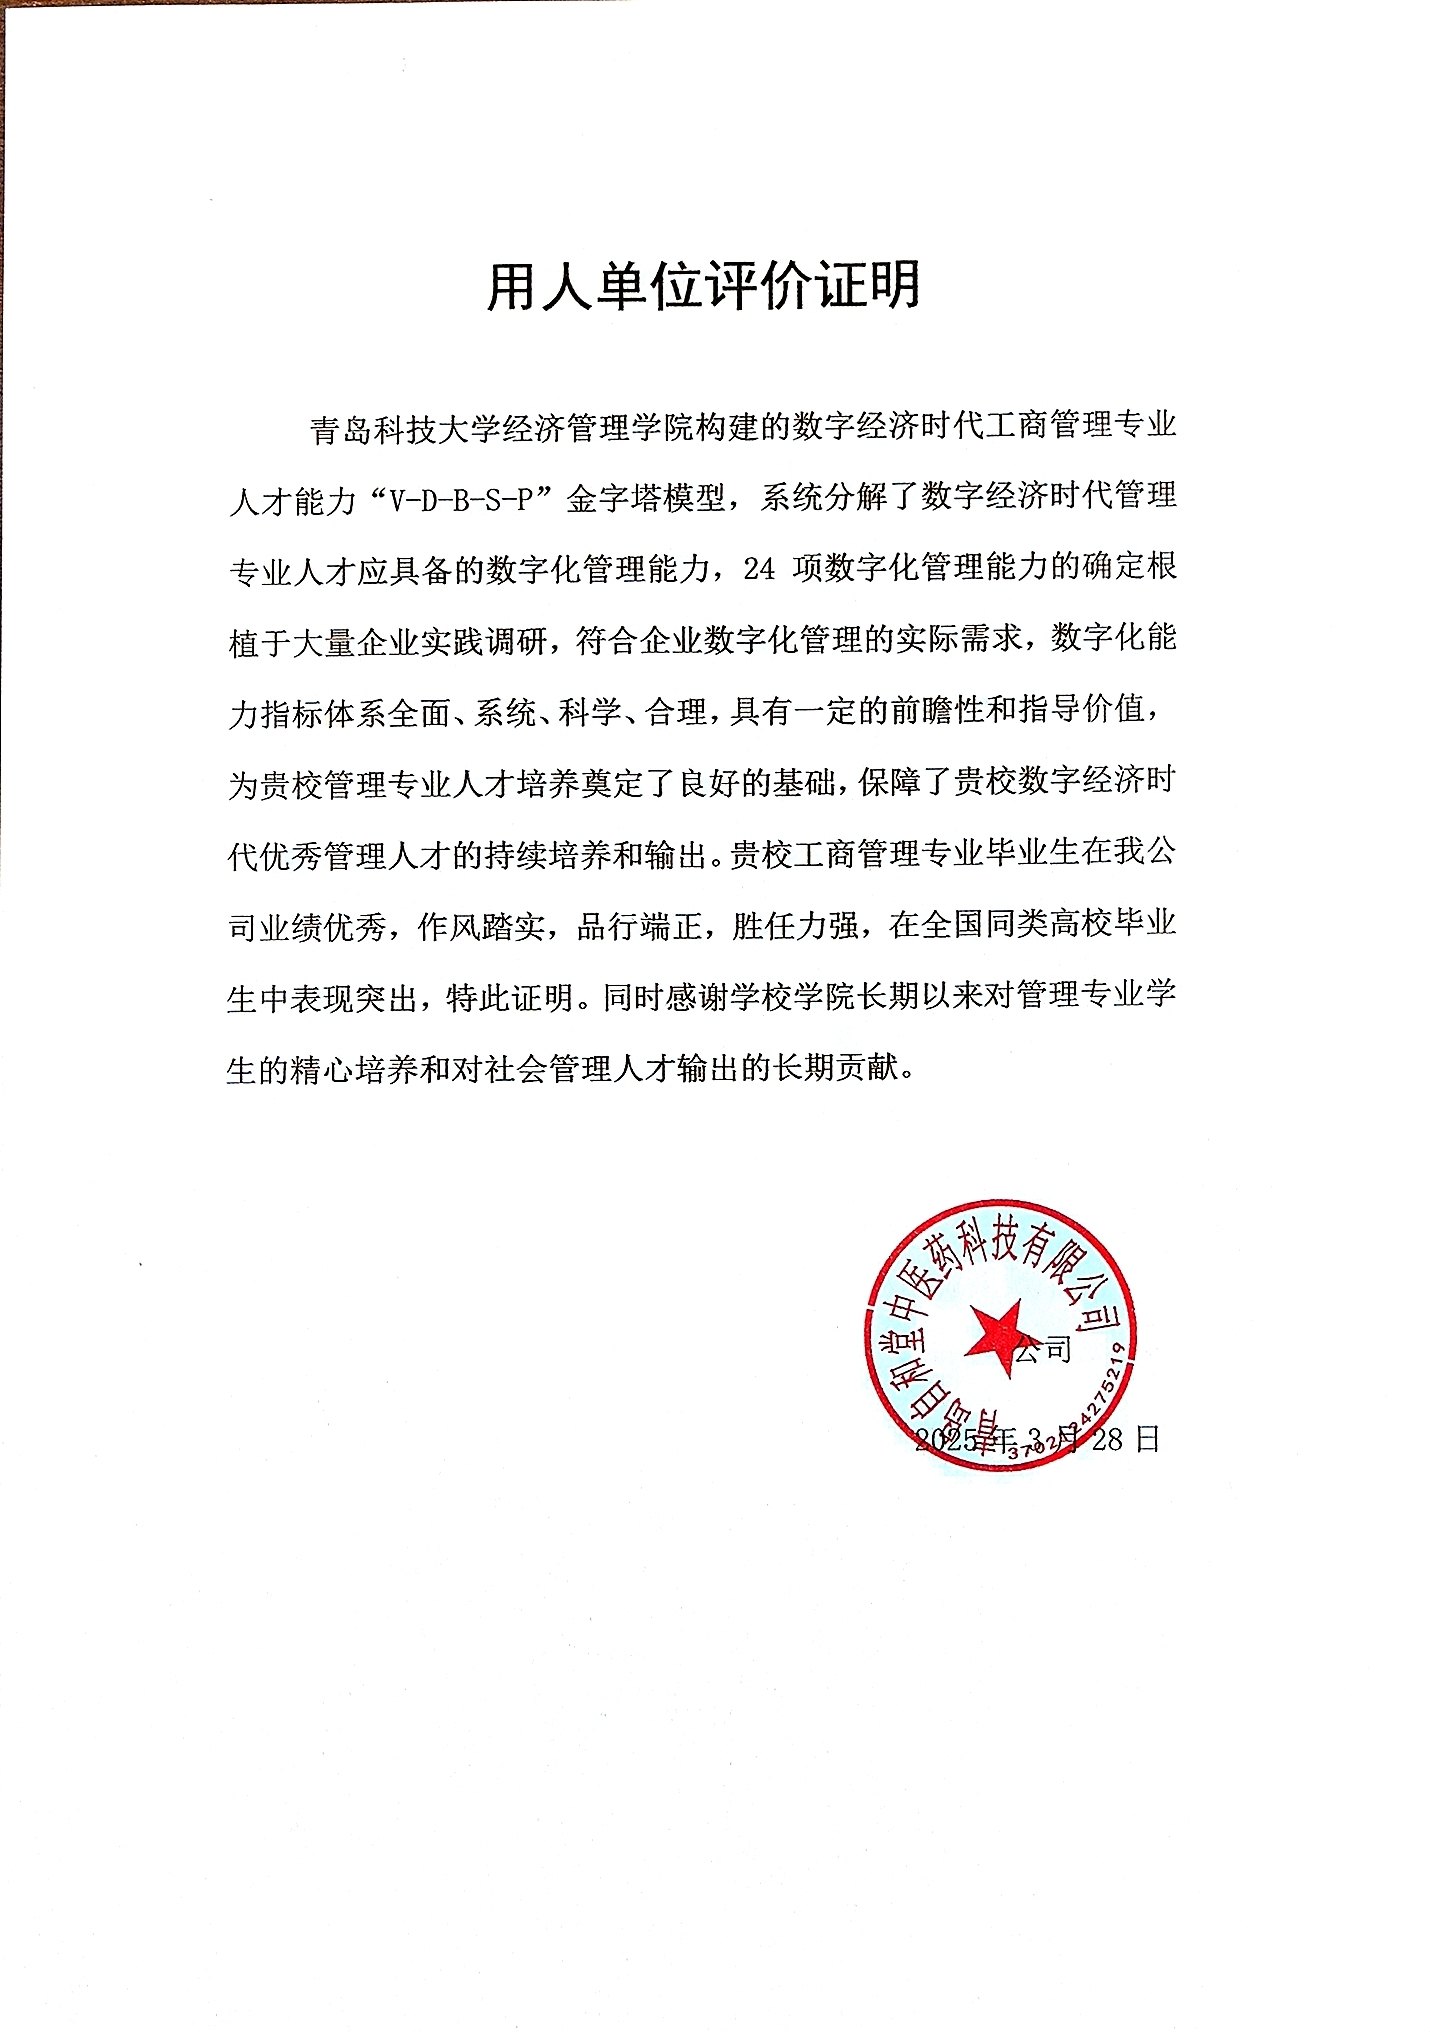 用人单位评价证明
青岛科技大学经济管理学院构建的数字经济时代工商管理专业
人才能力“V-D-B-S-P”金字塔模型，系统分解了数字经济时代管理
专业人才应具备的数字化管理能力，24 项数字化管理能力的确定根
植于大量企业实践调研，符合企业数字化管理的实际需求，数字化能
力指标体系全面、系统、科学、合理，具有一定的前瞻性和指导价值，
为贵校管理专业人才培养奠定了良好的基础，保障了贵校数字经济时
代优秀管理人才的持续培养和输出。贵校工商管理专业毕业生在我公
司业绩优秀，作风踏实，品行端正，胜任力强，在全国同类高校毕业
生中表现突出，特此证明。同时感谢学校学院长期以来对管理专业学
生的精心培养和对社会管理人才输出的长期贡献。
青岛自和堂中医药科技有限公司
公司
2025 年 3 月 28 日